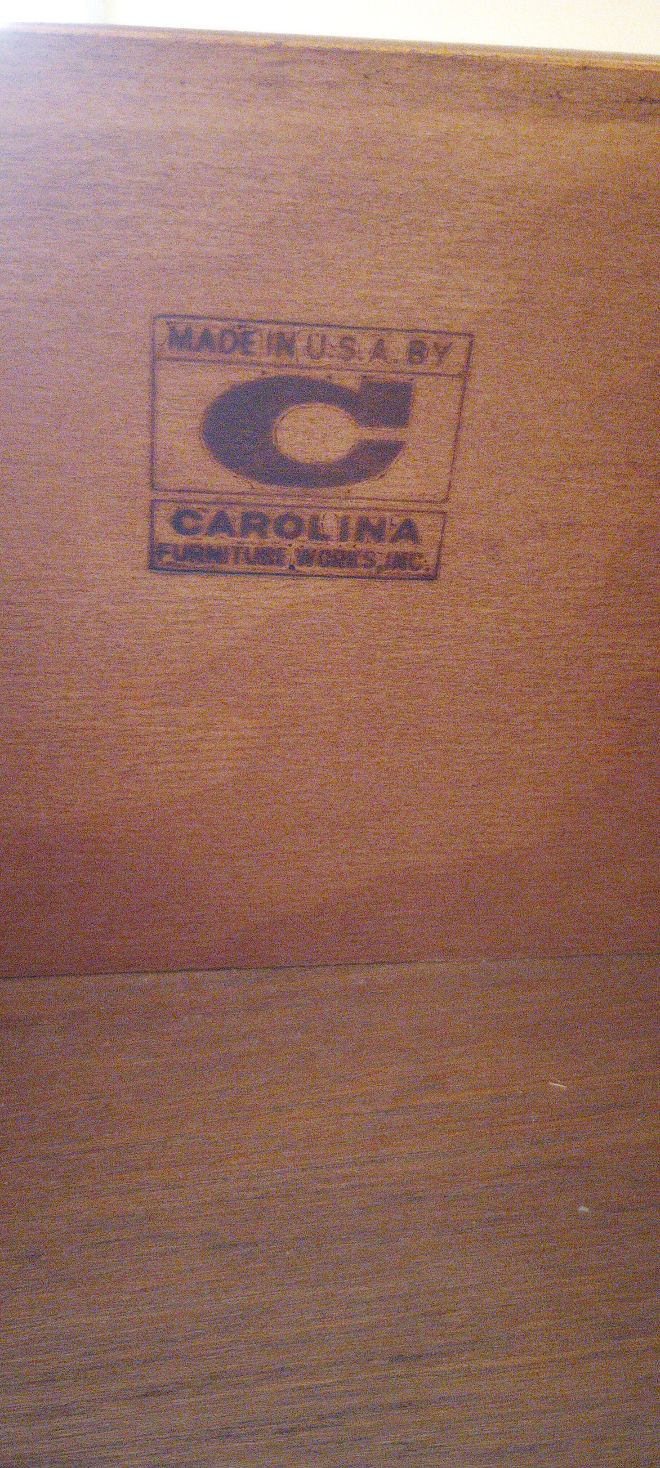 MADE IN U.S.A. BY
C
CAROLINA
FURNITURE WORKS, INC.